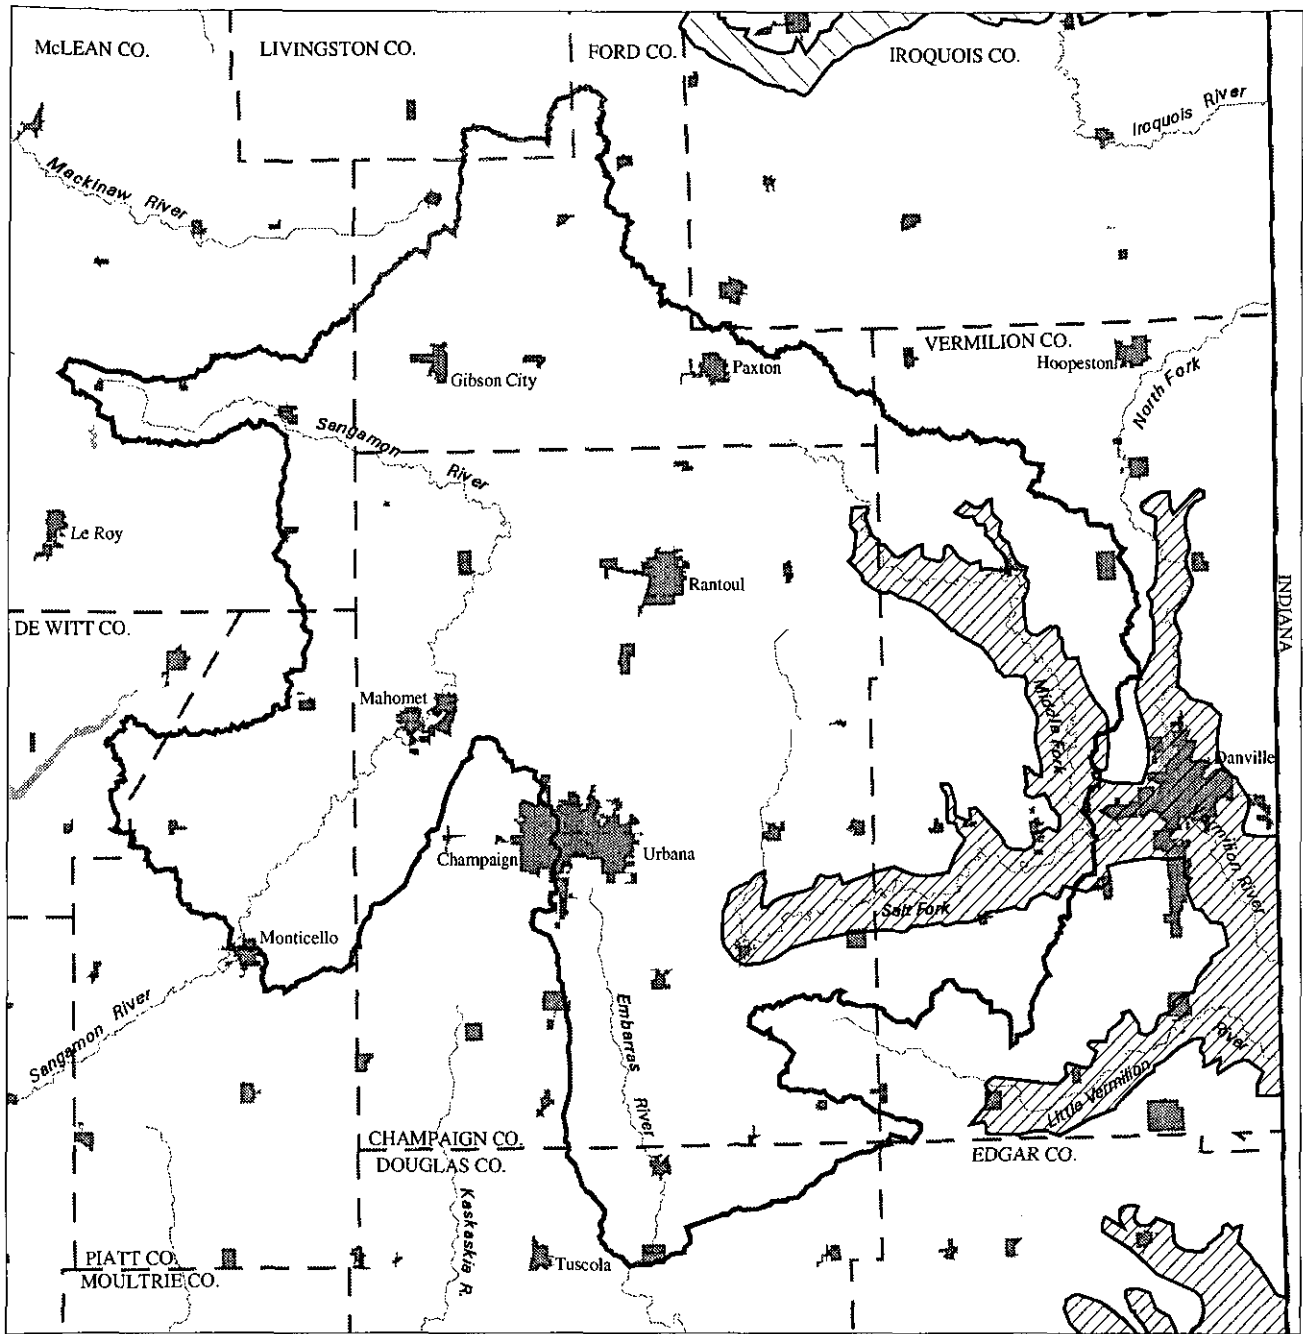 McLEAN CO.
LIVINGSTON CO.
FORD CO.
IROQUOIS CO.
Iroquois River
Mackinaw River
VERMILION CO.
Hoopeston
North Fork
Gibson City
Paxton
Sangamon River
Le Roy
Rantoul
INDIANA
DE WITT CO.
Mahomet
Middle Fork
Danville
Champaign
Urbana
Vermilion River
Salt Fork
Monticello
Sangamon River
Embarras River
Little Vermilion River
CHAMPAIGN CO.
DOUGLAS CO.
EDGAR CO.
Kaskaskia R.
PIATT CO.
MOULTRIE CO.
Tuscola